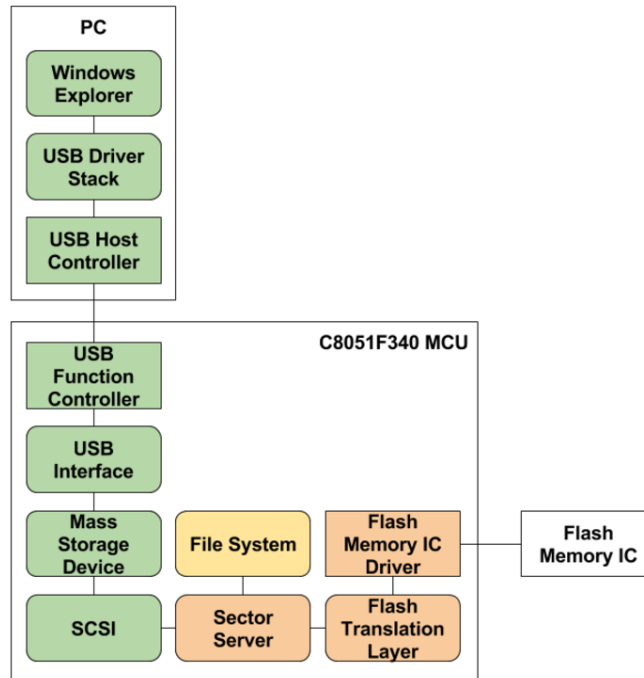 PC
Windows
Explorer
USB Driver
Stack
USB Host
Controller
C8051F340 MCU
USB
Function
Controller
USB
Interface
Mass
Storage
Device
File System
Flash
Memory IC
Driver
Flash
Memory IC
SCSI
Sector
Server
Flash
Translation
Layer